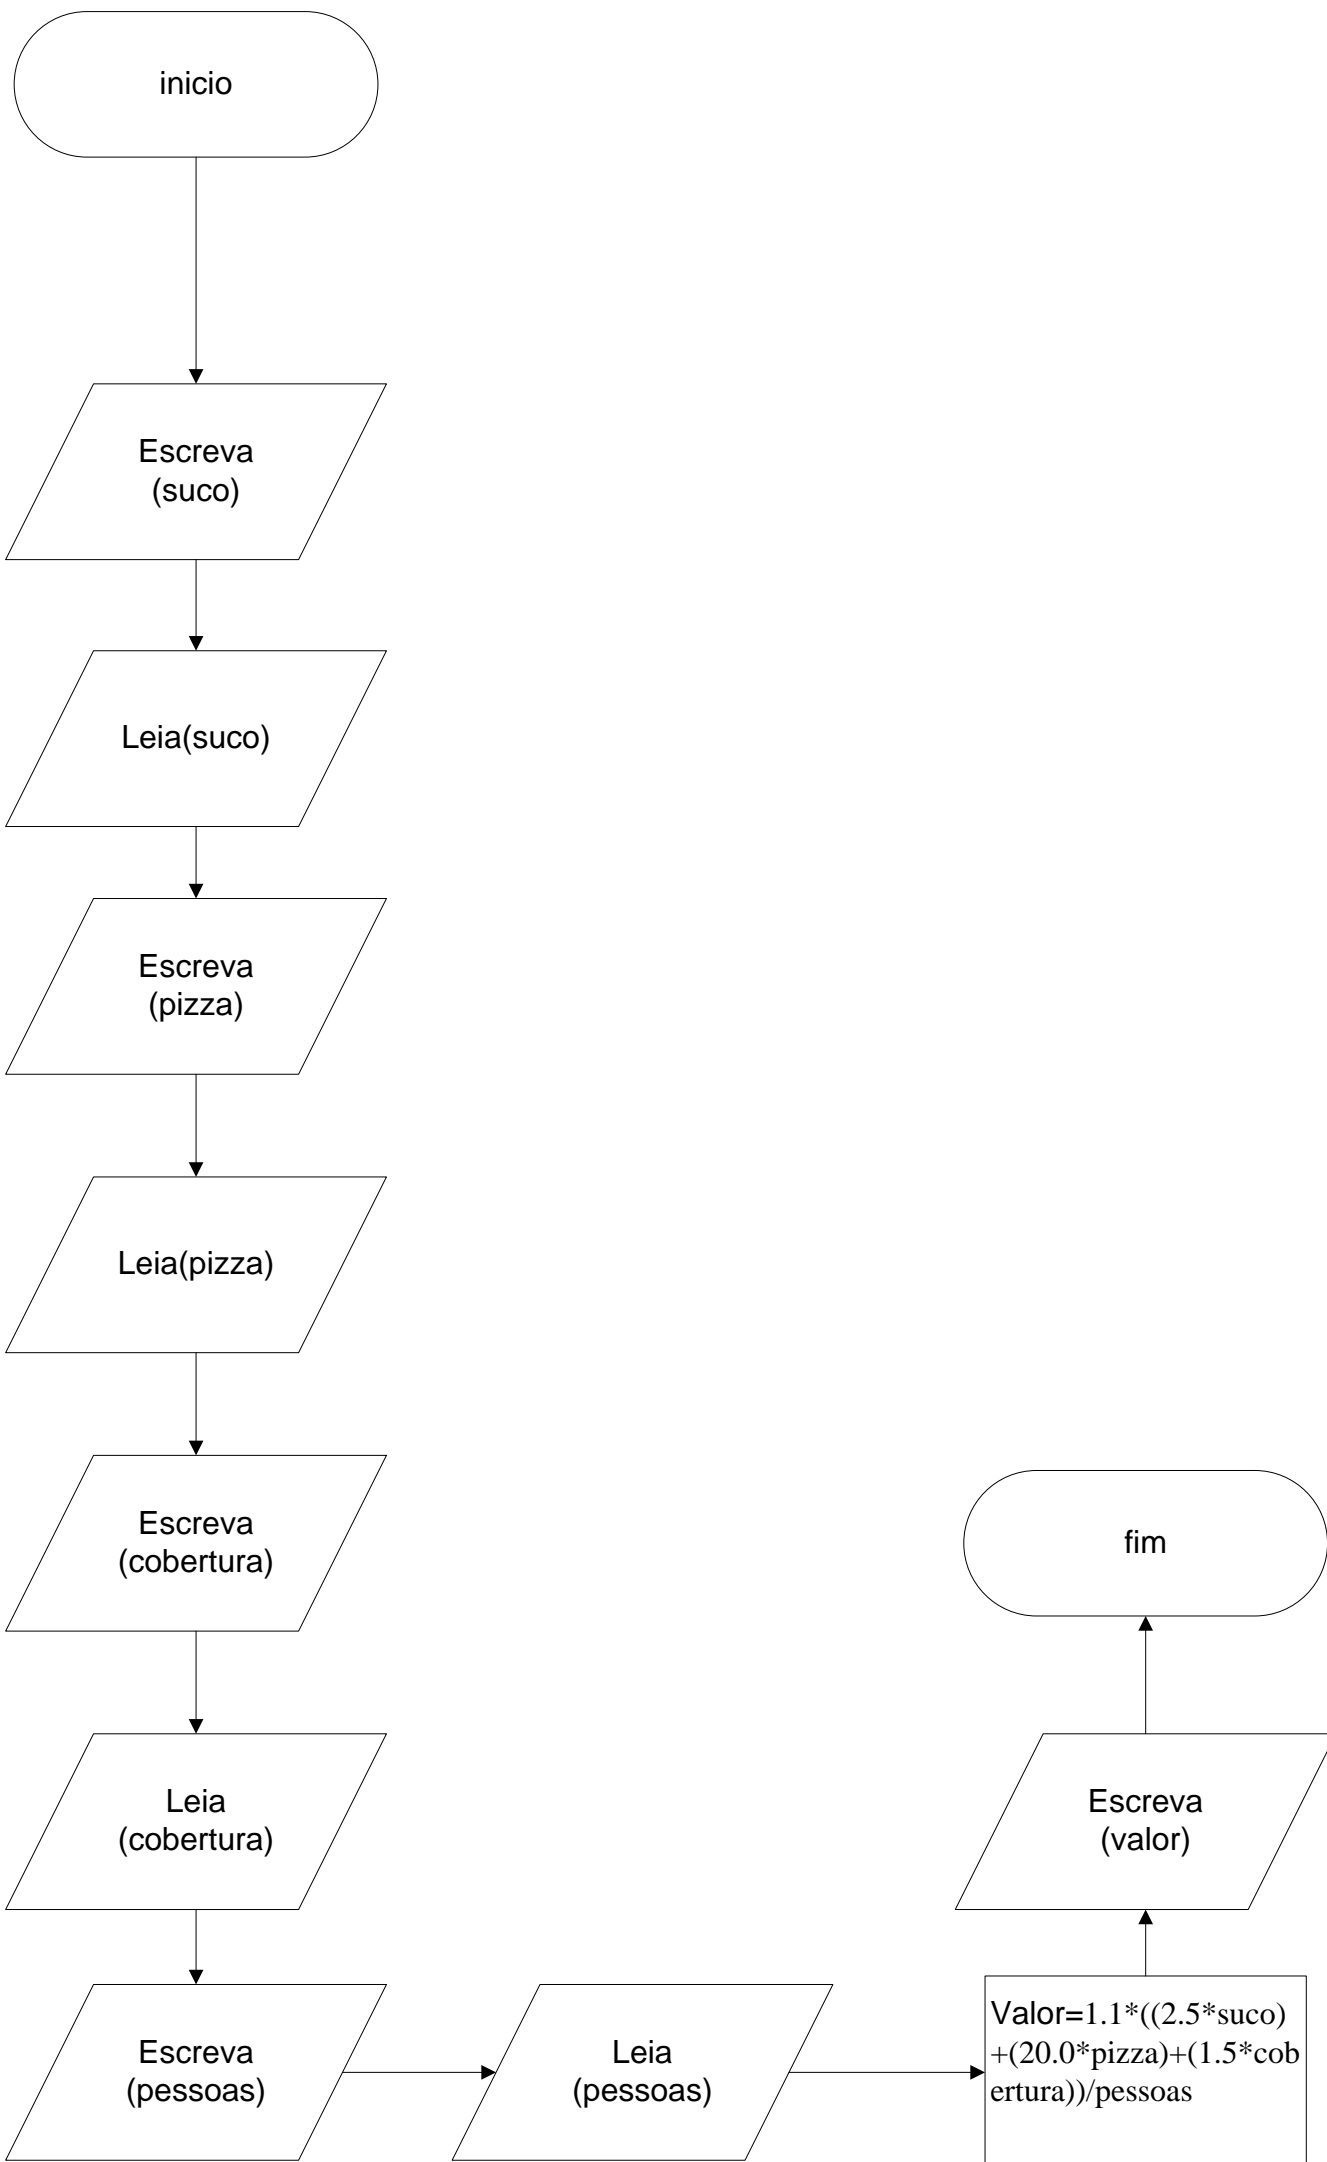 inicio
Escreva
(suco)
Leia(suco)
Escreva
(pizza)
Leia(pizza)
Escreva
(cobertura)
Leia
(cobertura)
Escreva
(pessoas)
Leia
(pessoas)
Valor=1.1*((2.5*suco)
+(20.0*pizza)+(1.5*cob
ertura))/pessoas
Escreva
(valor)
fim